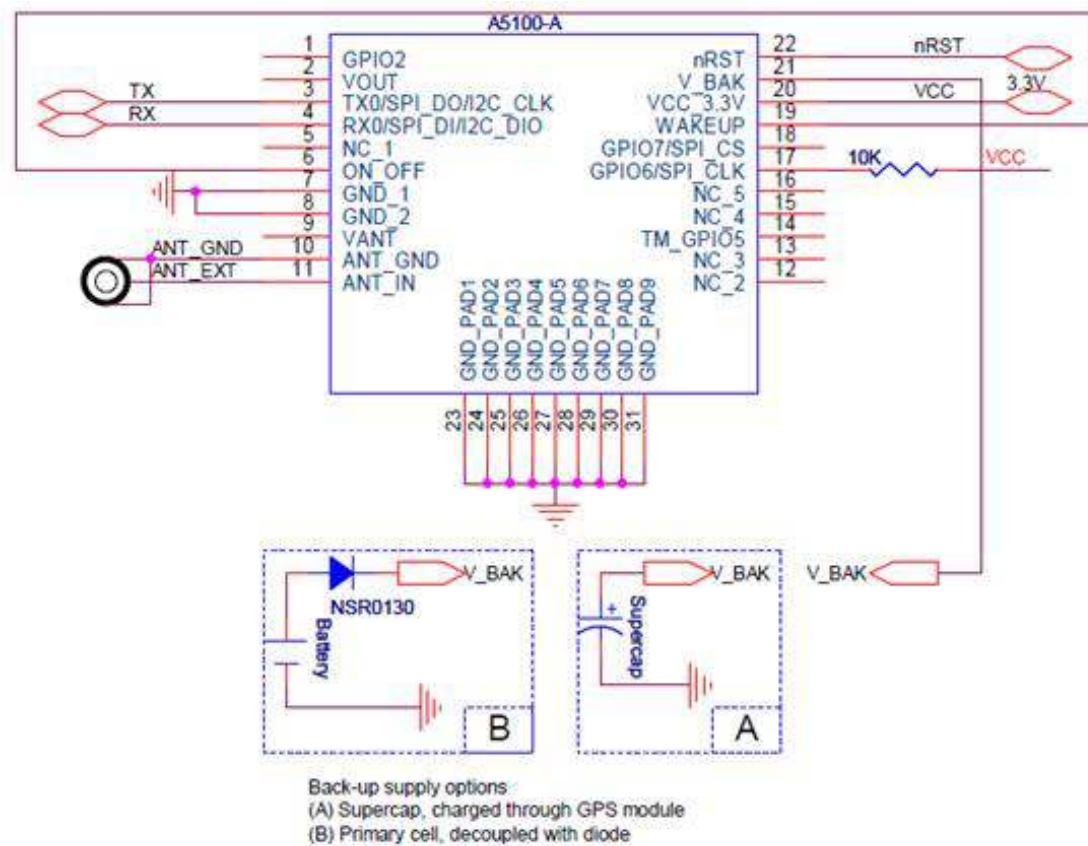 A5100-A
1 GPIO2
2 VOUT
TX 3 TX0/SPI_DO/I2C_CLK
RX 4 RX0/SPI_DI/I2C_DIO
5 NC_1
6 ON_OFF
7 GND_1
8 GND_2
9 VANT
ANT_GND 10 ANT_GND
ANT_EXT 11 ANT_IN
nRST 22 nRST
V_BAK 21
VCC_3.3V 20 VCC 3.3V
WAKEUP 19
GPIO7/SPI_CS 18
GPIO6/SPI_CLK 17 10K VCC
NC_5 16
NC_4 15
TM_GPIO5 14
NC_3 13
NC_2 12
GND_PAD1 GND_PAD2 GND_PAD3 GND_PAD4 GND_PAD5 GND_PAD6 GND_PAD7 GND_PAD8 GND_PAD9
23 24 25 26 27 28 29 30 31
V_BAK
NSR0130
Battery
B
V_BAK
Supercap
A
V_BAK
Back-up supply options
(A) Supercap, charged through GPS module
(B) Primary cell, decoupled with diode